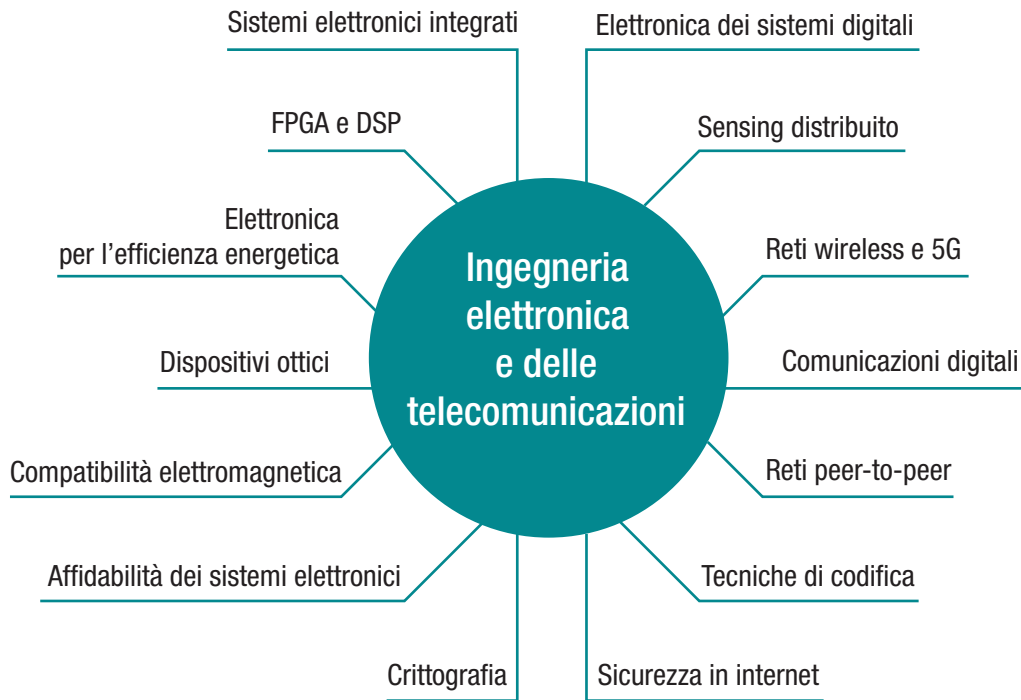 Sistemi elettronici integrati
Elettronica dei sistemi digitali
FPGA e DSP
Sensing distribuito
Elettronica
per l’efficienza energetica
Reti wireless e 5G
Ingegneria
elettronica
e delle
telecomunicazioni
Dispositivi ottici
Comunicazioni digitali
Compatibilità elettromagnetica
Reti peer-to-peer
Affidabilità dei sistemi elettronici
Tecniche di codifica
Crittografia
Sicurezza in internet